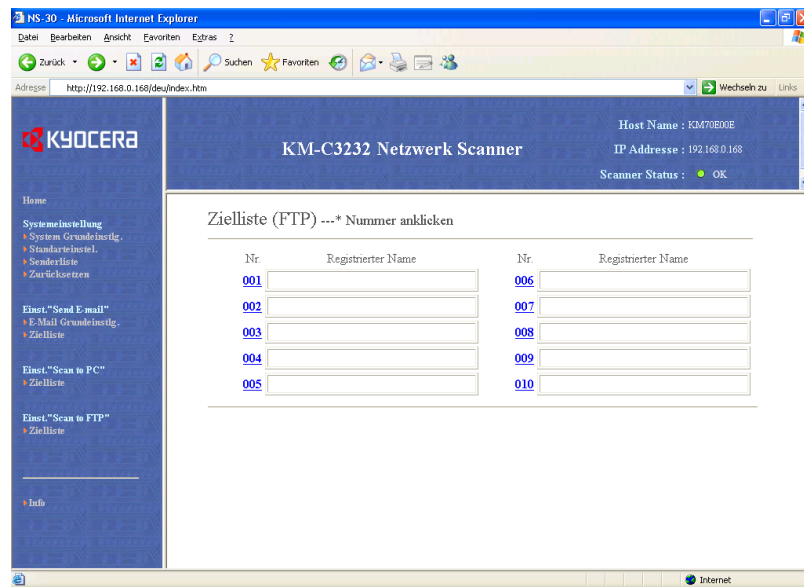 NS-30 - Microsoft Internet Explorer
Datei Bearbeiten Ansicht Favoriten Extras ?
Zurück Suchen Favoriten
Adresse http://192.168.0.168/deu/index.htm Wechseln zu Links
KYOCERA
KM-C3232 Netzwerk Scanner
Host Name : KM70E00E
IP Addresse : 192.168.0.168
Scanner Status : OK
Home
Systemeinstellung
System Grundeinstlg.
Standarteinstel.
Senderliste
Zurücksetzen
Einst."Send E-mail"
E-Mail Grundeinstlg.
Zielliste
Einst."Scan to PC"
Zielliste
Einst."Scan to FTP"
Zielliste
Info
Zielliste (FTP) ---* Nummer anklicken
Nr. Registrierter Name Nr. Registrierter Name
001 006
002 007
003 008
004 009
005 010
Internet